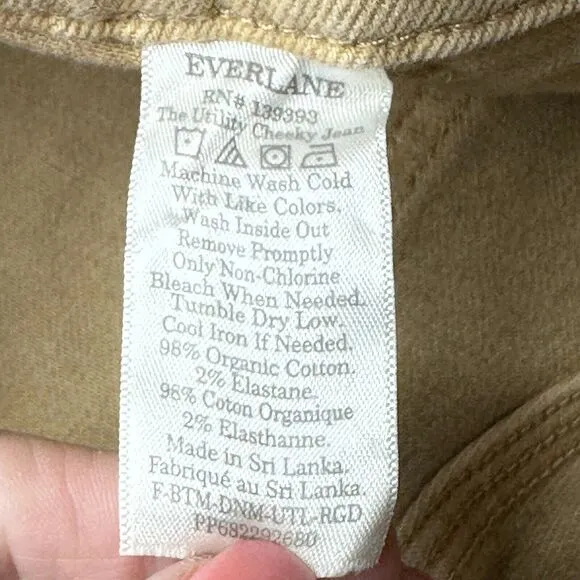 EVERLANE
RN# 139393
The Utility Cheeky Jean
Machine Wash Cold
With Like Colors.
Wash Inside Out
Remove Promptly
Only Non-Chlorine
Bleach When Needed.
Tumble Dry Low.
Cool Iron If Needed.
98% Organic Cotton.
2% Elastane.
98% Coton Organique
2% Elasthanne.
Made in Sri Lanka.
Fabriqué au Sri Lanka.
F-BTM-DNM-UTL-RGD